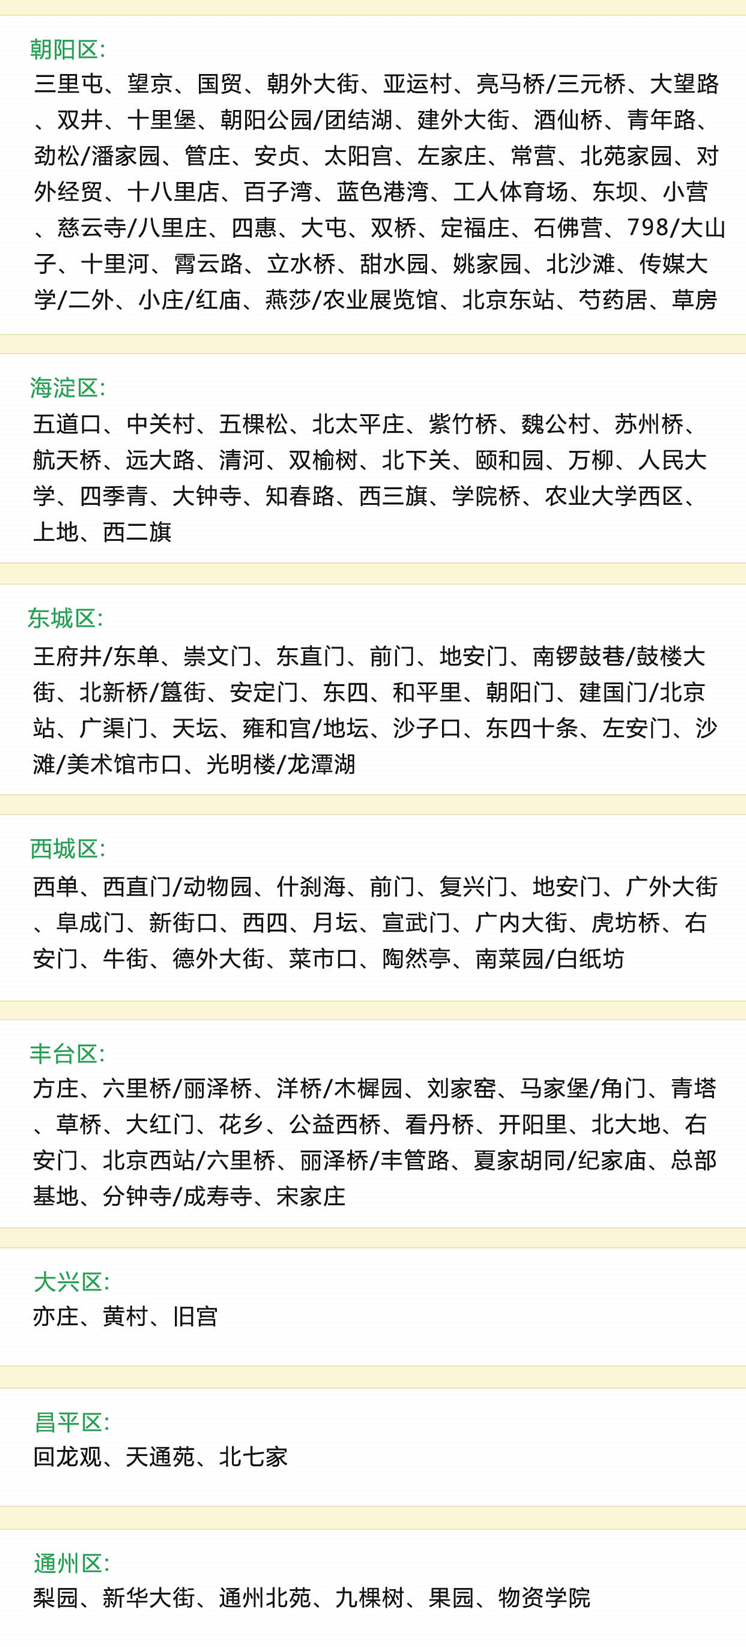 朝阳区:
三里屯、望京、国贸、朝外大街、亚运村、亮马桥/三元桥、大望路
、双井、十里堡、朝阳公园/团结湖、建外大街、酒仙桥、青年路、
劲松/潘家园、管庄、安贞、太阳宫、左家庄、常营、北苑家园、对
外经贸、十八里店、百子湾、蓝色港湾、工人体育场、东坝、小营
、慈云寺/八里庄、四惠、大屯、双桥、定福庄、石佛营、798/大山
子、十里河、霄云路、立水桥、甜水园、姚家园、北沙滩、传媒大
学/二外、小庄/红庙、燕莎/农业展览馆、北京东站、芍药居、草房
海淀区:
五道口、中关村、五棵松、北太平庄、紫竹桥、魏公村、苏州桥、
航天桥、远大路、清河、双榆树、北下关、颐和园、万柳、人民大
学、四季青、大钟寺、知春路、西三旗、学院桥、农业大学西区、
上地、西二旗
东城区:
王府井/东单、崇文门、东直门、前门、地安门、南锣鼓巷/鼓楼大
街、北新桥/簋街、安定门、东四、和平里、朝阳门、建国门/北京
站、广渠门、天坛、雍和宫/地坛、沙子口、东四十条、左安门、沙
滩/美术馆市口、光明楼/龙潭湖
西城区:
西单、西直门/动物园、什刹海、前门、复兴门、地安门、广外大街
、阜成门、新街口、西四、月坛、宣武门、广内大街、虎坊桥、右
安门、牛街、德外大街、菜市口、陶然亭、南菜园/白纸坊
丰台区:
方庄、六里桥/丽泽桥、洋桥/木樨园、刘家窑、马家堡/角门、青塔
、草桥、大红门、花乡、公益西桥、看丹桥、开阳里、北大地、右
安门、北京西站/六里桥、丽泽桥/丰管路、夏家胡同/纪家庙、总部
基地、分钟寺/成寿寺、宋家庄
大兴区:
亦庄、黄村、旧宫
昌平区:
回龙观、天通苑、北七家
通州区:
梨园、新华大街、通州北苑、九棵树、果园、物资学院